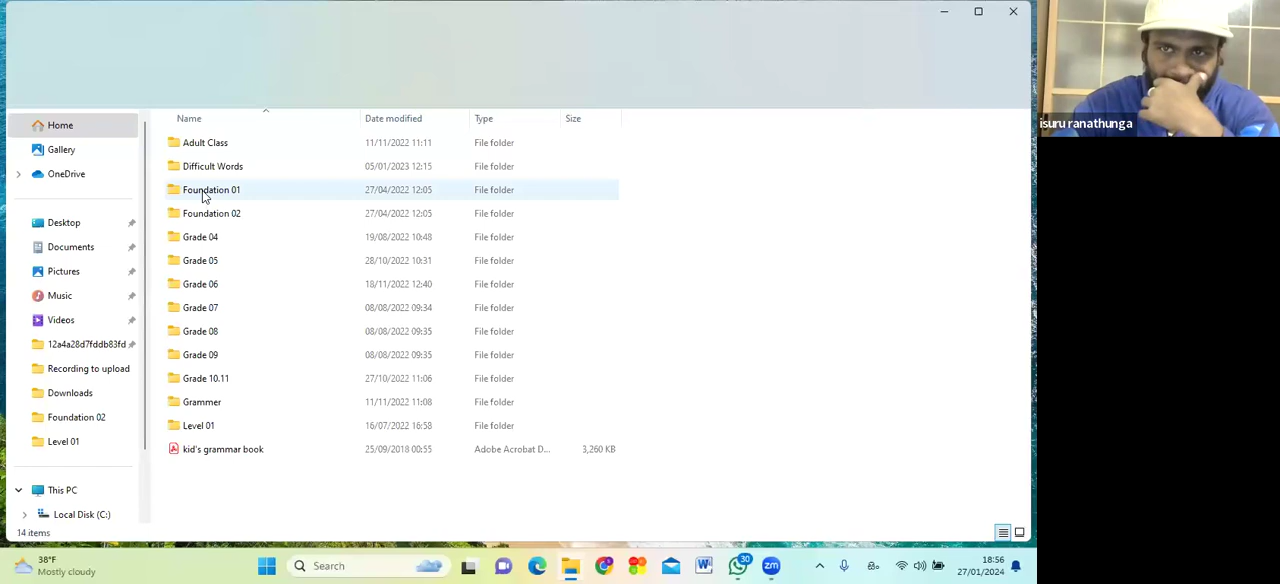 isuru ranathunga
Home
Gallery
OneDrive
Desktop
Documents
Pictures
Music
Videos
12a4a28d7fddb83fd
Recording to upload
Downloads
Foundation 02
Level 01
This PC
Local Disk (C:)
Name Date modified Type Size
Adult Class 11/11/2022 11:11 File folder
Difficult Words 05/01/2023 12:15 File folder
Foundation 01 27/04/2022 12:05 File folder
Foundation 02 27/04/2022 12:05 File folder
Grade 04 19/08/2022 10:48 File folder
Grade 05 28/10/2022 10:31 File folder
Grade 06 18/11/2022 12:40 File folder
Grade 07 08/08/2022 09:34 File folder
Grade 08 08/08/2022 09:35 File folder
Grade 09 08/08/2022 09:35 File folder
Grade 10.11 27/10/2022 11:06 File folder
Grammer 11/11/2022 11:08 File folder
Level 01 16/07/2022 16:58 File folder
kid's grammar book 25/09/2018 00:55 Adobe Acrobat D... 3,260 KB
14 items
38°F
Mostly cloudy
Search
30
zm
18:56
27/01/2024